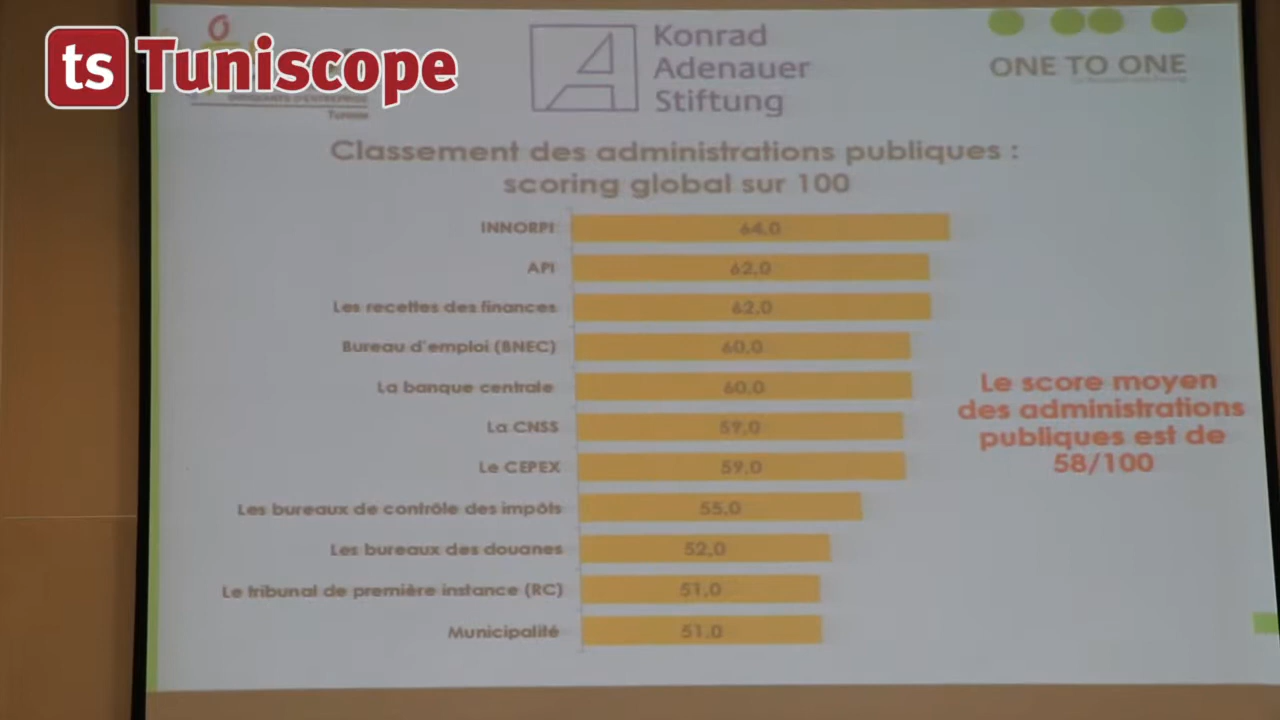 ts Tuniscope
DIRIGEANTS D'ENTREPRISE
Tunisie
Konrad
Adenauer
Stiftung
ONE TO ONE
Classement des administrations publiques :
scoring global sur 100
INNORPI 64,0
API 62,0
Les recettes des finances 62,0
Bureau d'emploi (BNEC) 60,0
La banque centrale 60,0
La CNSS 59,0
Le CEPEX 59,0
Les bureaux de contrôle des impôts 55,0
Les bureaux des douanes 52,0
Le tribunal de première instance (RC) 51,0
Municipalité 51,0
Le score moyen
des administrations
publiques est de
58/100